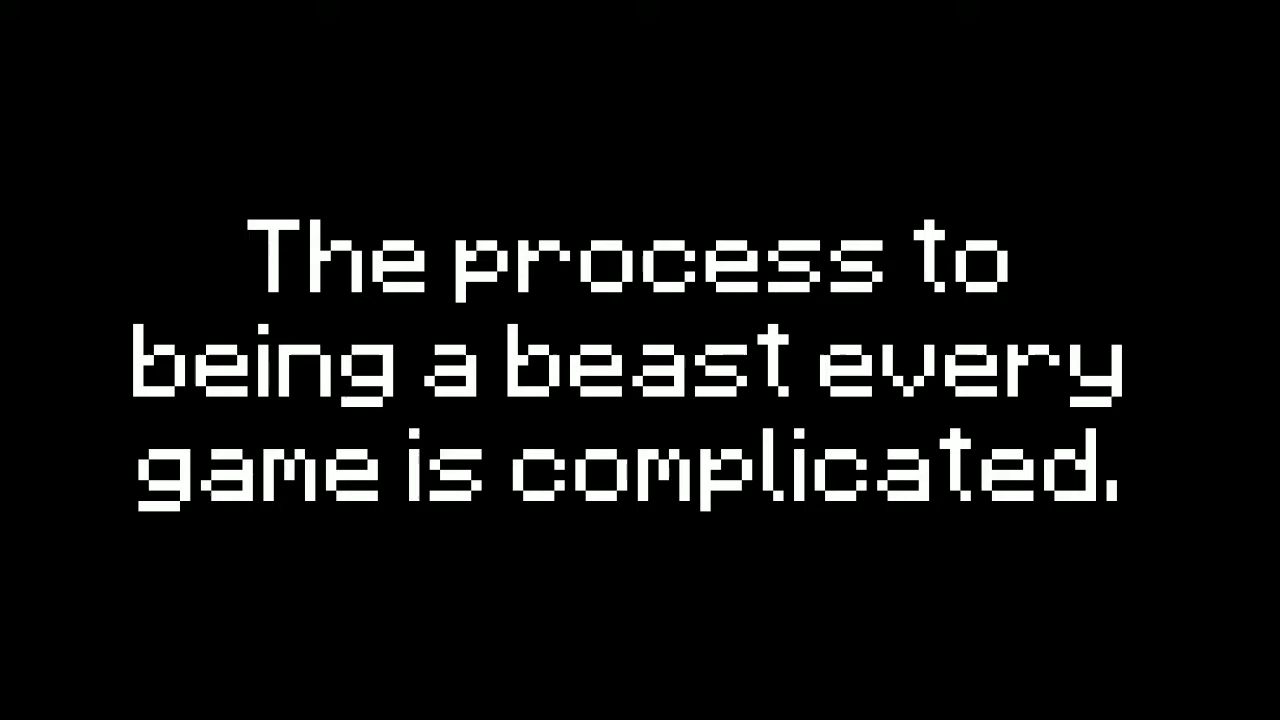 The process to
being a beast every
game is complicated.